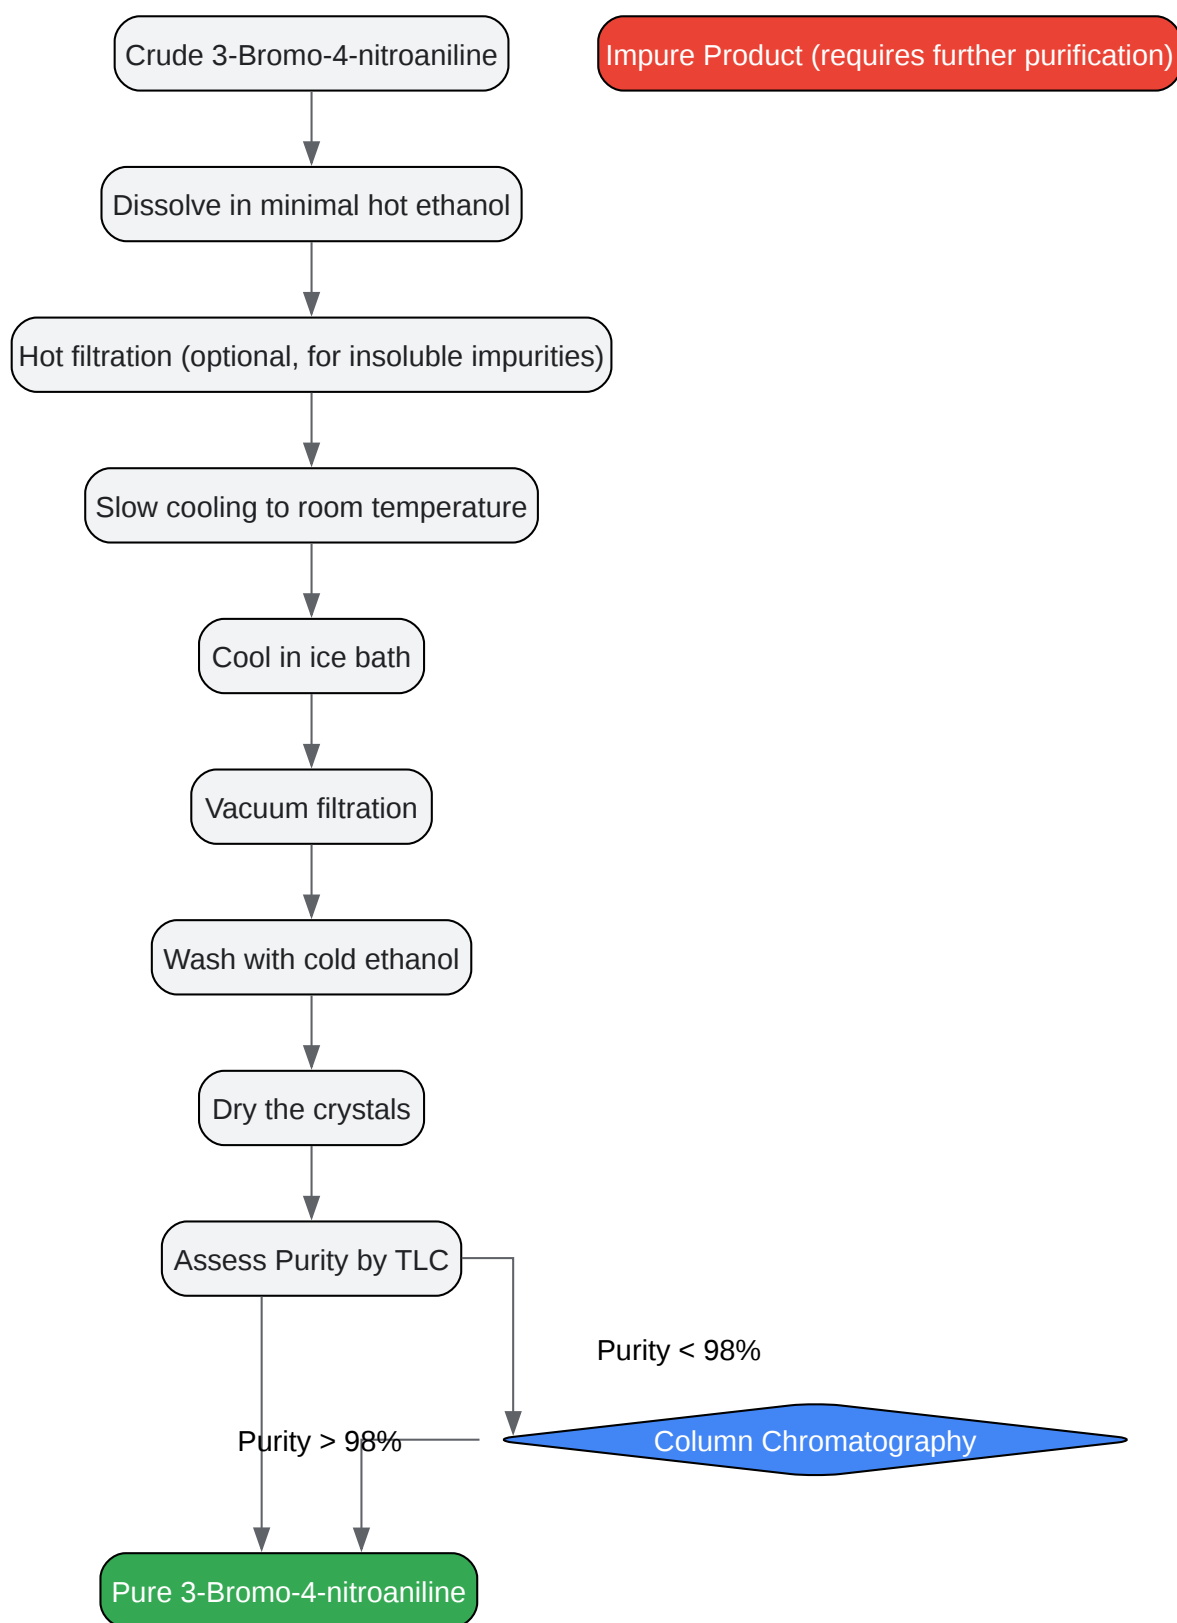 Crude 3-Bromo-4-nitroaniline
Impure Product (requires further purification)
Dissolve in minimal hot ethanol
Hot filtration (optional, for insoluble impurities)
Slow cooling to room temperature
Cool in ice bath
Vacuum filtration
Wash with cold ethanol
Dry the crystals
Assess Purity by TLC
Purity < 98%
Purity > 98%
Column Chromatography
Pure 3-Bromo-4-nitroaniline